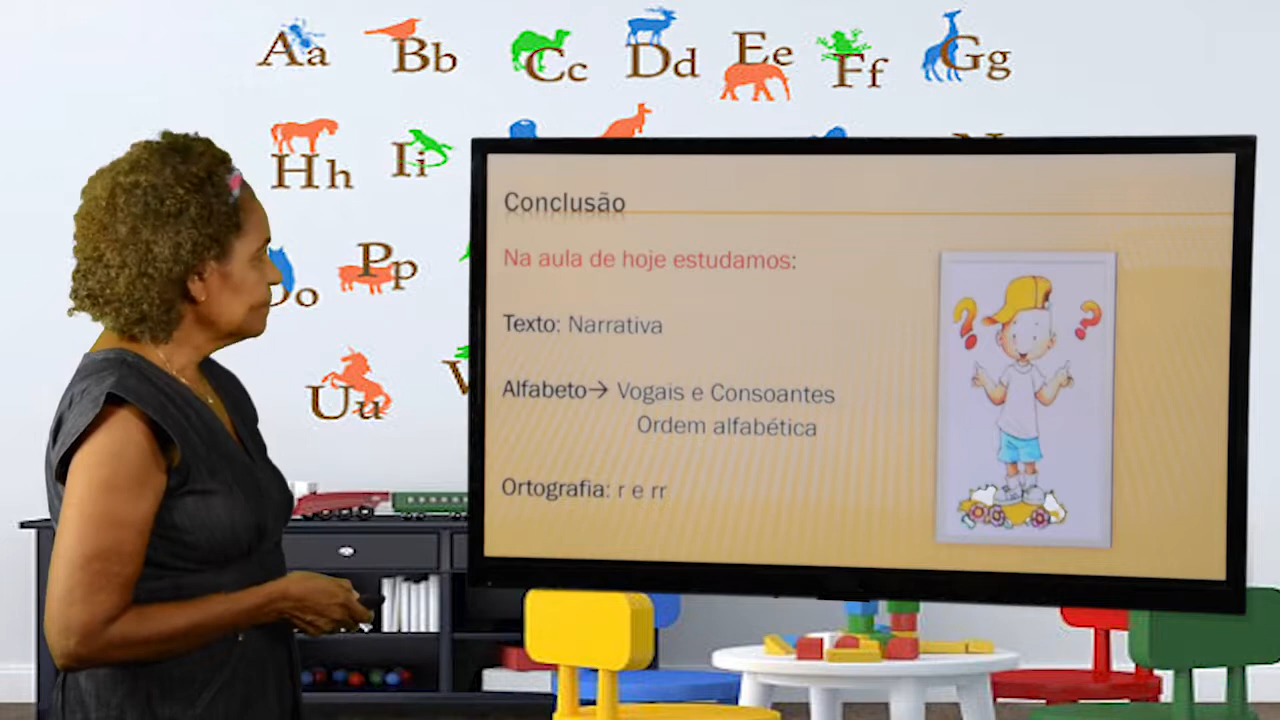 Aa Bb Cc Dd Ee Ff Gg
Hh Ii
Pp
Uu
Conclusão
Na aula de hoje estudamos:
Texto: Narrativa
Alfabeto→ Vogais e Consoantes
Ordem alfabética
Ortografia: r e rr